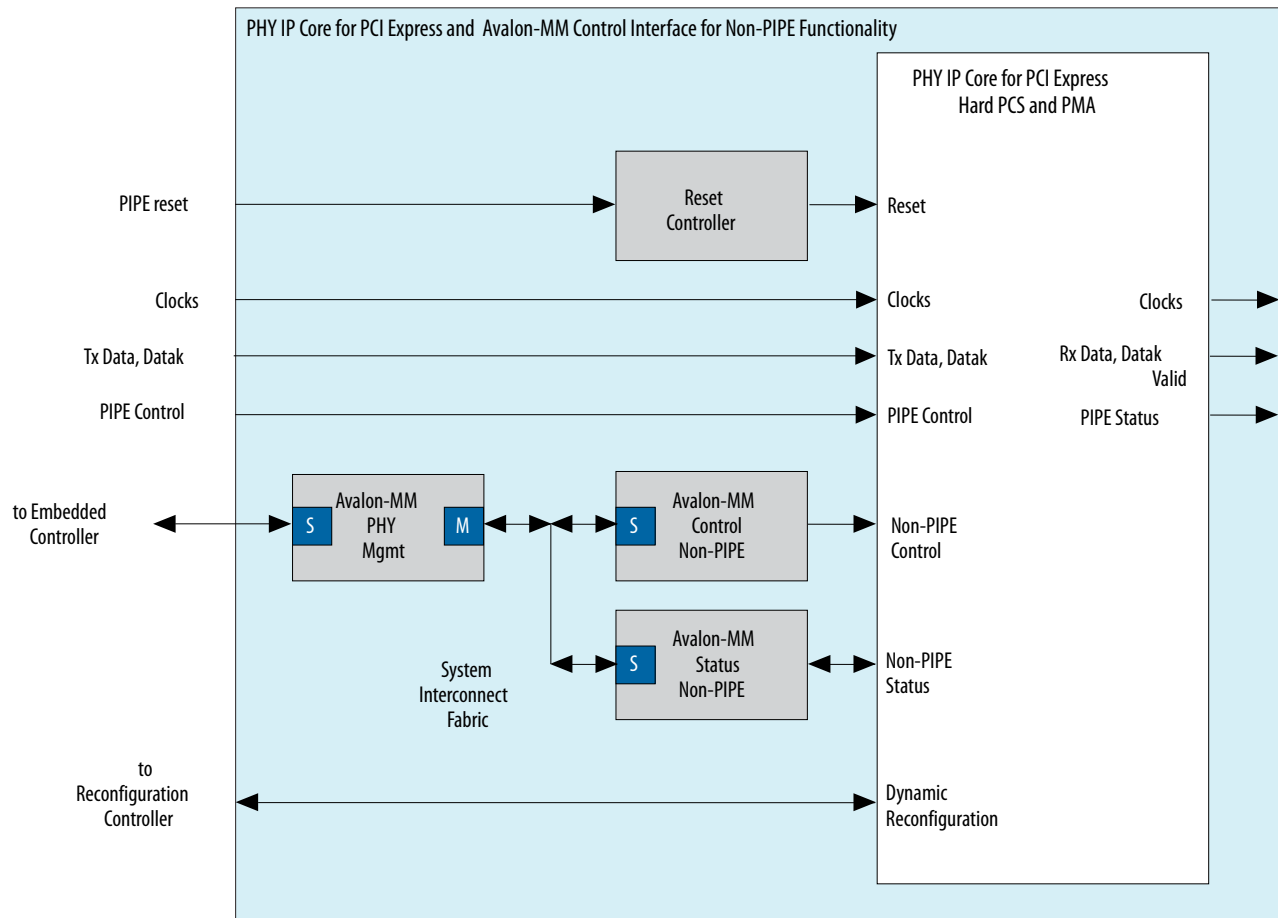 PHY IP Core for PCI Express and Avalon-MM Control Interface for Non-PIPE Functionality
PHY IP Core for PCI Express
Hard PCS and PMA
PIPE reset
Reset
Controller
Reset
Clocks
Clocks
Clocks
Tx Data, Datak
Tx Data, Datak
Rx Data, Datak
Valid
PIPE Control
PIPE Control
PIPE Status
to Embedded
Controller
S
Avalon-MM
PHY
Mgmt
M
S
Avalon-MM
Control
Non-PIPE
Non-PIPE
Control
System
Interconnect
Fabric
S
Avalon-MM
Status
Non-PIPE
Non-PIPE
Status
to
Reconfiguration
Controller
Dynamic
Reconfiguration